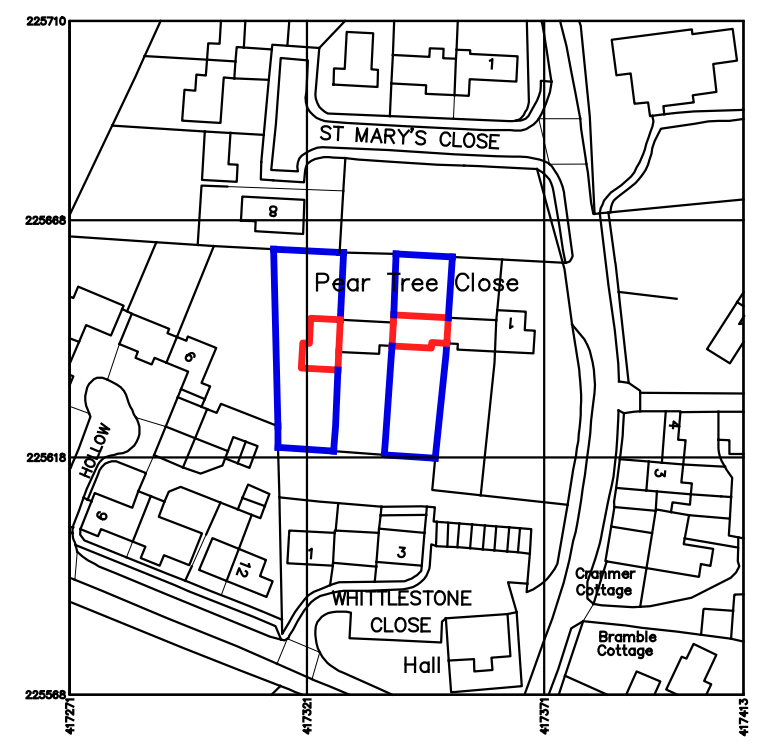 225710
1
ST MARY'S CLOSE
225668
8
Pear Tree Close
1
6
4
225618
HOLLOW
3
9
1
3
12
Cranmer
Cottage
WHITTLESTONE
CLOSE
Bramble
Cottage
Hall
225568
417271
417321
417371
417413